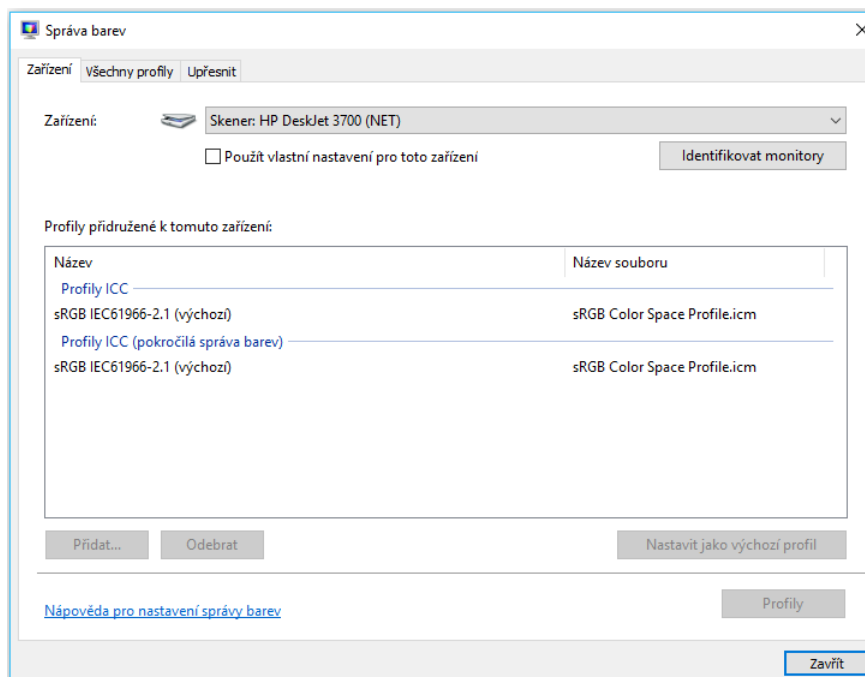 Správa barev
Zařízení Všechny profily Upřesnit
Zařízení: Skener: HP DeskJet 3700 (NET)
Použít vlastní nastavení pro toto zařízení Identifikovat monitory
Profily přidružené k tomuto zařízení:
Název Název souboru
Profily ICC
sRGB IEC61966-2.1 (výchozí) sRGB Color Space Profile.icm
Profily ICC (pokročilá správa barev)
sRGB IEC61966-2.1 (výchozí) sRGB Color Space Profile.icm
Přidat... Odebrat Nastavit jako výchozí profil
Nápověda pro nastavení správy barev Profily
Zavřít